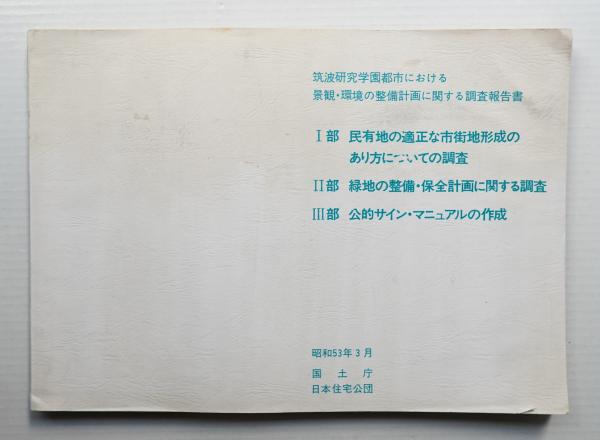 筑波研究学園都市における
景観・環境の整備計画に関する調査報告書
I部 民有地の適正な市街地形成の
あり方についての調査
II部 緑地の整備・保全計画に関する調査
III部 公的サイン・マニュアルの作成
昭和53年3月
国土庁
日本住宅公団